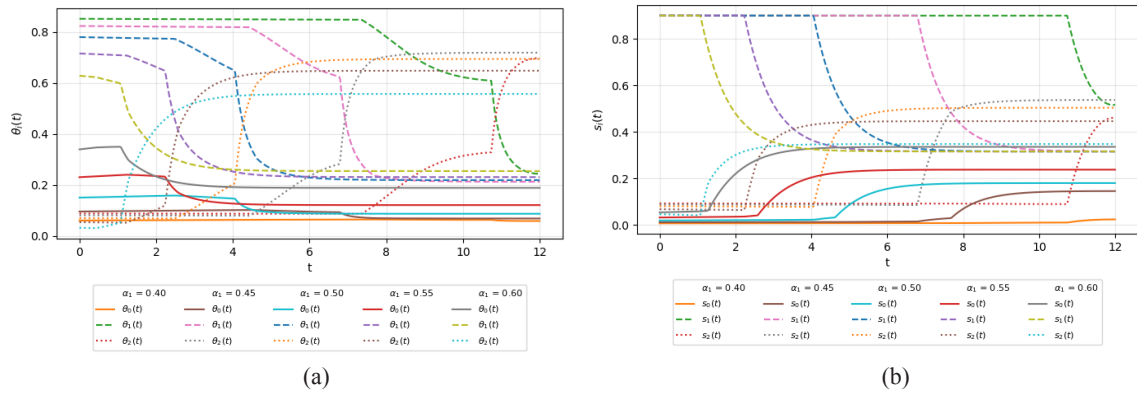 0.8
0.6
0.4
0.2
0.0
θᵢ(t)
0 2 4 6 8 10 12
t
α₁ = 0.40 α₁ = 0.45 α₁ = 0.50 α₁ = 0.55 α₁ = 0.60
θ₀(t) θ₀(t) θ₀(t) θ₀(t) θ₀(t)
θ₁(t) θ₁(t) θ₁(t) θ₁(t) θ₁(t)
θ₂(t) θ₂(t) θ₂(t) θ₂(t) θ₂(t)
(a)
0.8
0.6
0.4
0.2
0.0
sᵢ(t)
0 2 4 6 8 10 12
t
α₁ = 0.40 α₁ = 0.45 α₁ = 0.50 α₁ = 0.55 α₁ = 0.60
s₀(t) s₀(t) s₀(t) s₀(t) s₀(t)
s₁(t) s₁(t) s₁(t) s₁(t) s₁(t)
s₂(t) s₂(t) s₂(t) s₂(t) s₂(t)
(b)